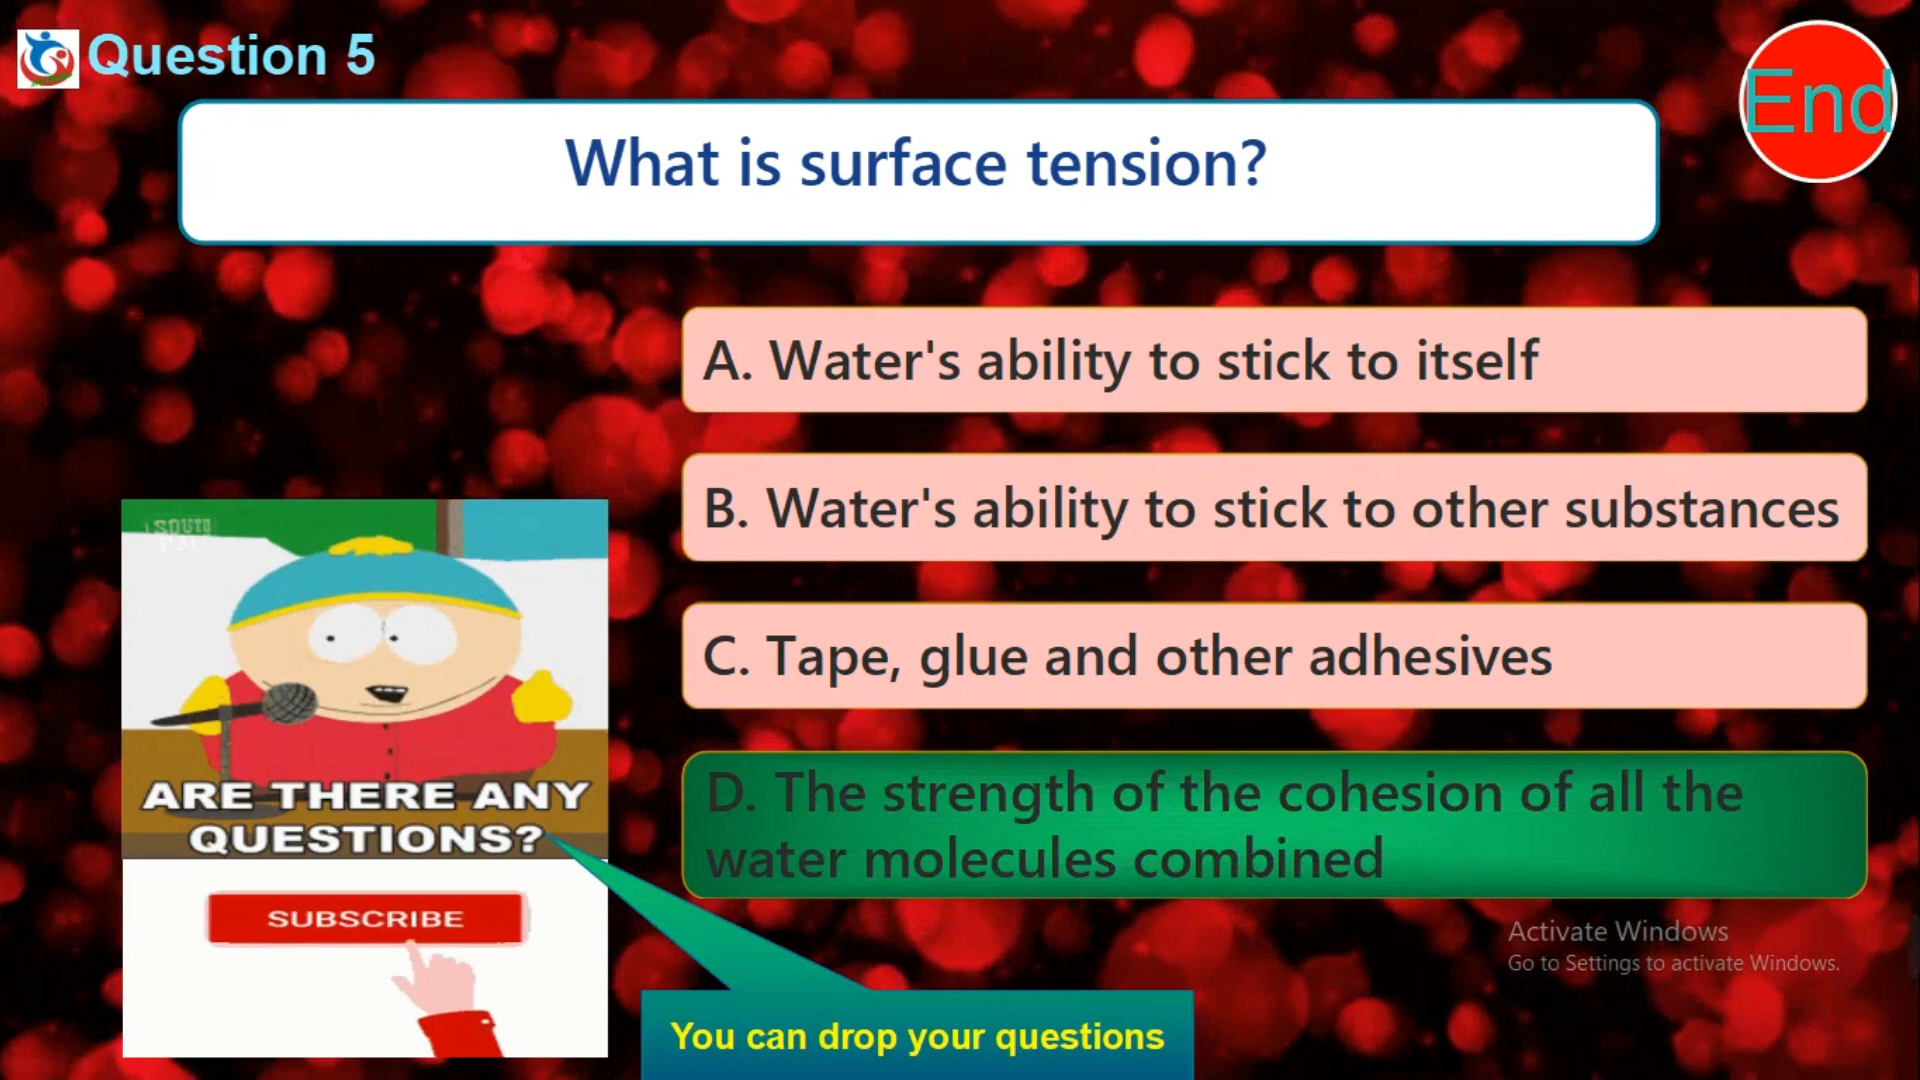 Question 5
End
What is surface tension?
A. Water's ability to stick to itself
B. Water's ability to stick to other substances
C. Tape, glue and other adhesives
D. The strength of the cohesion of all the
water molecules combined
ARE THERE ANY
QUESTIONS?
SUBSCRIBE
You can drop your questions
Activate Windows
Go to Settings to activate Windows.